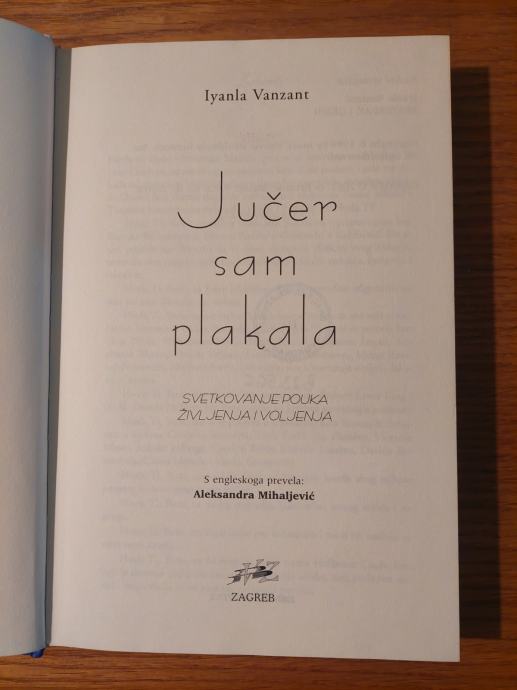 Iyanla Vanzant
Jučer
sam
plakala
SVETKOVANJE POUKA
ŽIVLJENJA I VOLJENJA
S engleskoga prevela:
Aleksandra Mihaljević
ZAGREB